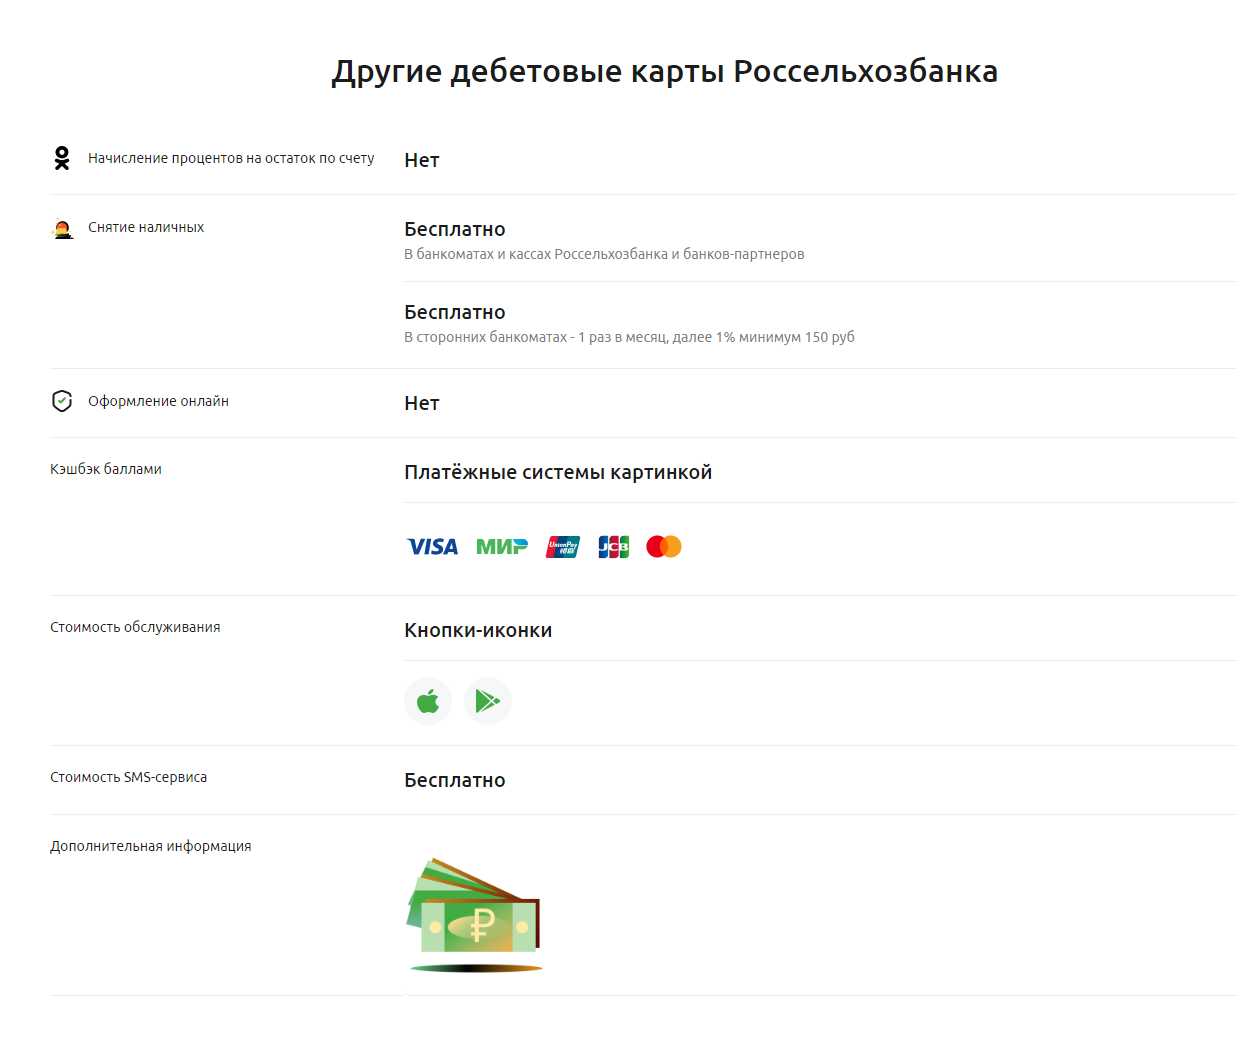 Другие дебетовые карты Россельхозбанка
Начисление процентов на остаток по счету
Нет
Снятие наличных
Бесплатно
В банкоматах и кассах Россельхозбанка и банков-партнеров
Бесплатно
В сторонних банкоматах - 1 раз в месяц, далее 1% минимум 150 руб
Оформление онлайн
Нет
Кэшбэк баллами
Платёжные системы картинкой
VISA МИР UnionPay 银联 JCB
Стоимость обслуживания
Кнопки-иконки
Стоимость SMS-сервиса
Бесплатно
Дополнительная информация
₽